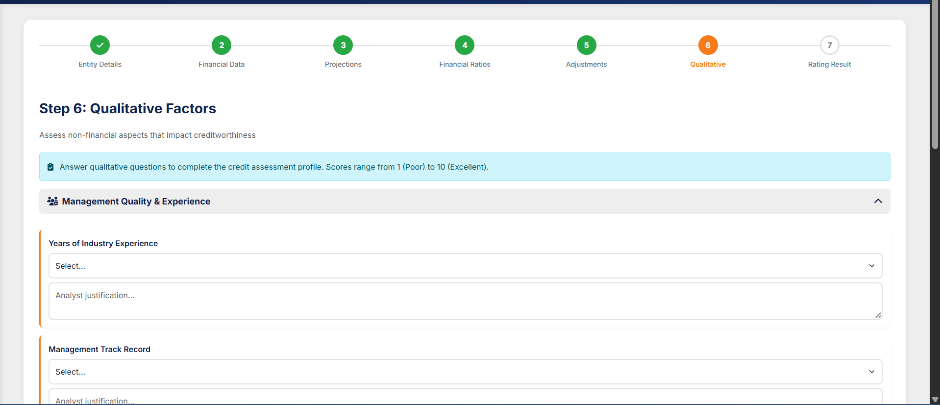 2
3
4
5
6
7
Entity Details
Financial Data
Projections
Financial Ratios
Adjustments
Qualitative
Rating Result
Step 6: Qualitative Factors
Assess non-financial aspects that impact creditworthiness
Answer qualitative questions to complete the credit assessment profile. Scores range from 1 (Poor) to 10 (Excellent).
Management Quality & Experience
Years of Industry Experience
Select...
Analyst justification...
Management Track Record
Select...
Analyst justification...